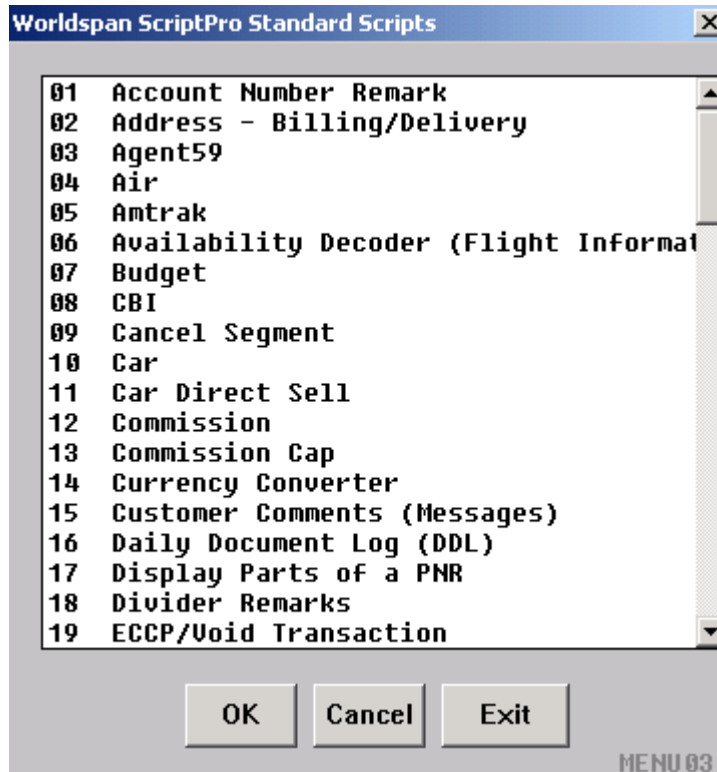 Worldspan ScriptPro Standard Scripts
01 Account Number Remark
02 Address - Billing/Delivery
03 Agent59
04 Air
05 Amtrak
06 Availability Decoder (Flight Informat
07 Budget
08 CBI
09 Cancel Segment
10 Car
11 Car Direct Sell
12 Commission
13 Commission Cap
14 Currency Converter
15 Customer Comments (Messages)
16 Daily Document Log (DDL)
17 Display Parts of a PNR
18 Divider Remarks
19 ECCP/Void Transaction
OK Cancel Exit
MENU 03